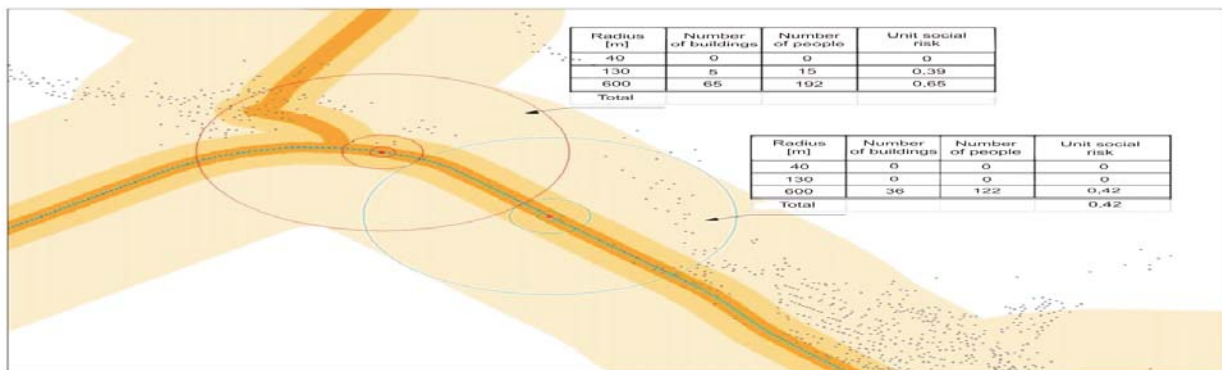 Radius [m] Number of buildings Number of people Unit social risk
40 0 0 0
130 5 15 0,39
600 65 192 0,65
Total
Radius [m] Number of buildings Number of people Unit social risk
40 0 0 0
130 0 0 0
600 36 122 0,42
Total 0,42